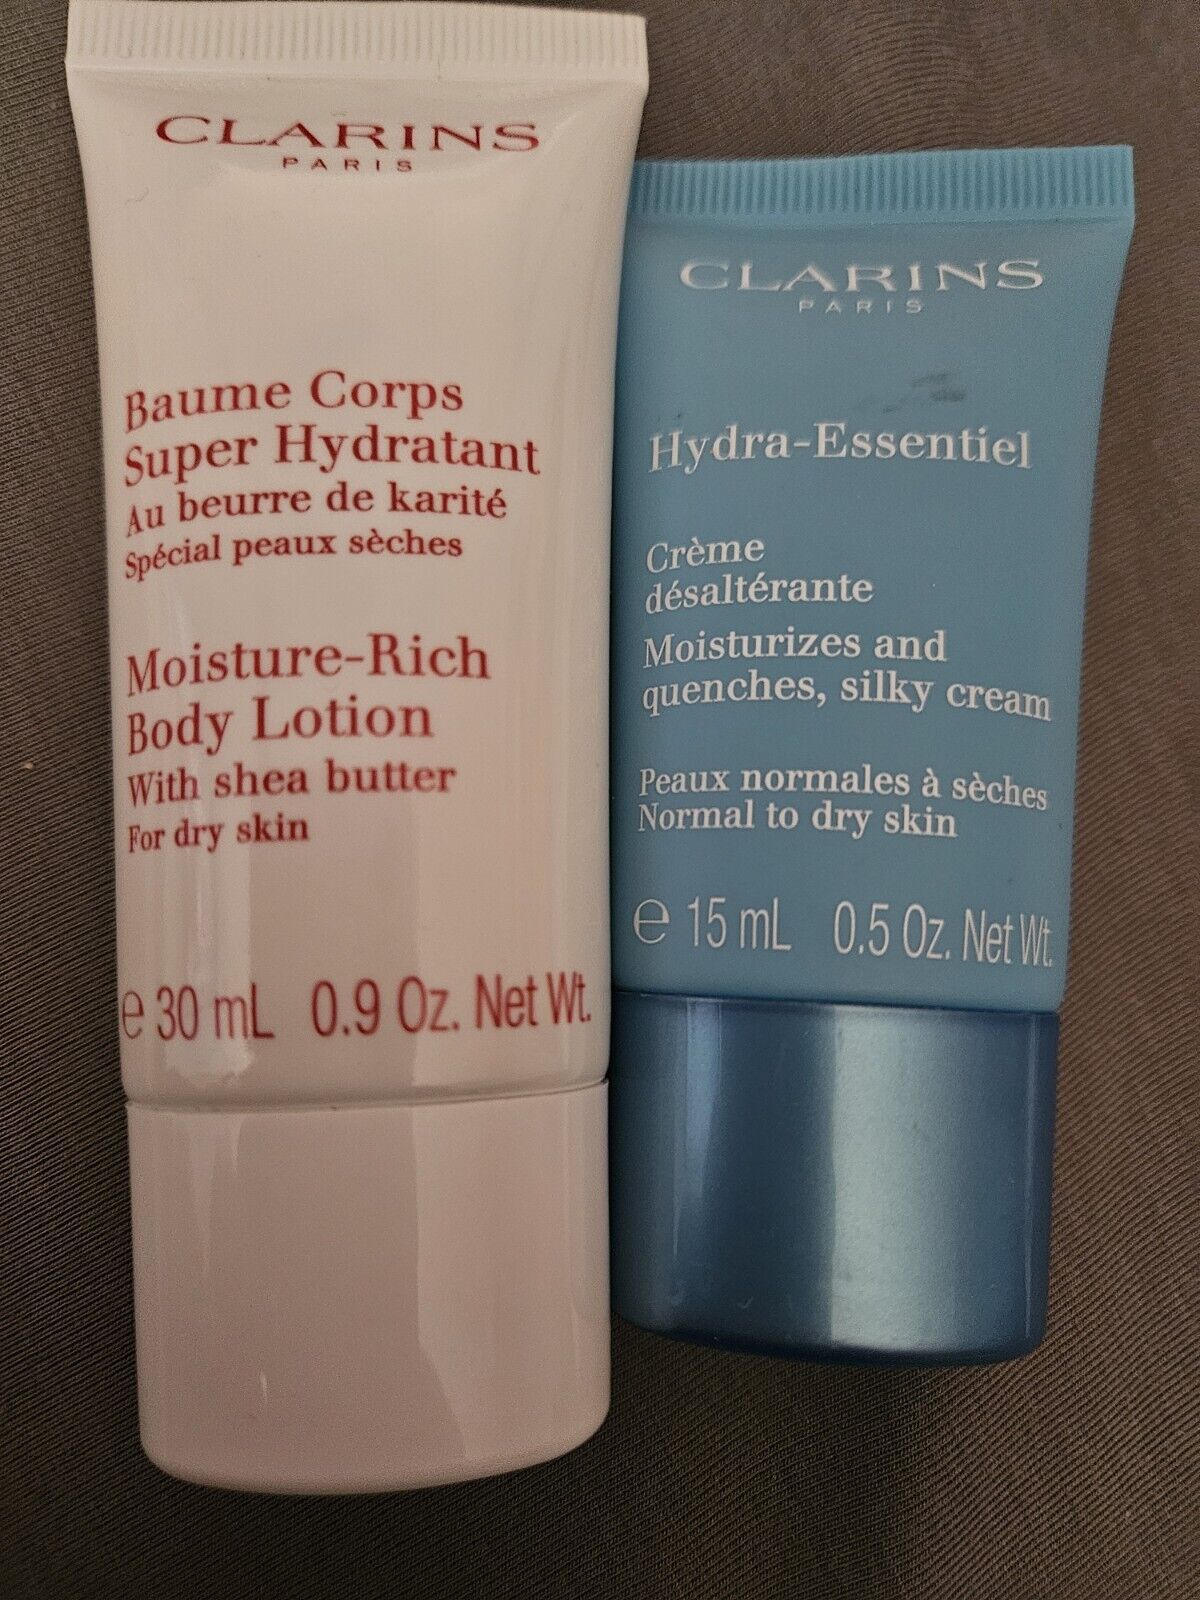 CLARINS
PARIS
Baume Corps
Super Hydratant
Au beurre de karité
Spécial peaux sèches
Moisture-Rich
Body Lotion
With shea butter
For dry skin
e 30 mL 0.9 Oz. Net Wt.
CLARINS
PARIS
Hydra-Essentiel
Crème
désaltérante
Moisturizes and
quenches, silky cream
Peaux normales à sèches
Normal to dry skin
e 15 mL 0.5 Oz. Net Wt.